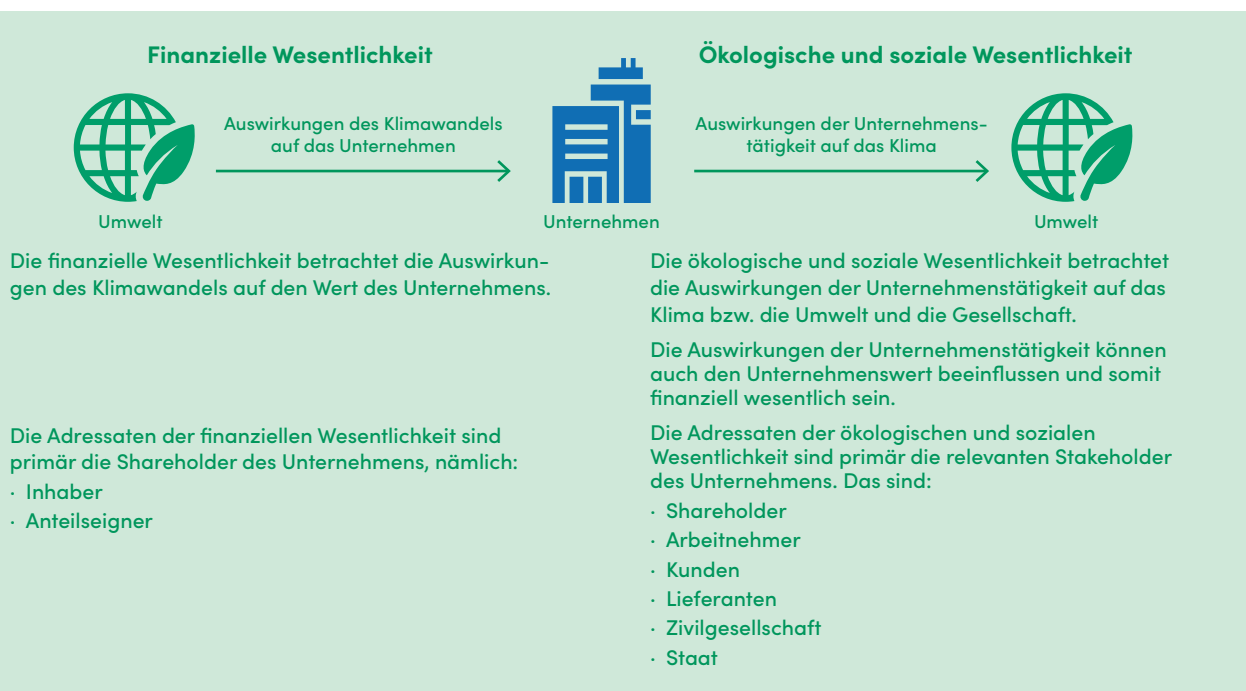 Finanzielle Wesentlichkeit
Auswirkungen des Klimawandels
auf das Unternehmen
Umwelt
Unternehmen
Ökologische und soziale Wesentlichkeit
Auswirkungen der Unternehmens-
tätigkeit auf das Klima
Umwelt
Die finanzielle Wesentlichkeit betrachtet die Auswirkun-
gen des Klimawandels auf den Wert des Unternehmens.
Die Adressaten der finanziellen Wesentlichkeit sind
primär die Shareholder des Unternehmens, nämlich:
· Inhaber
· Anteilseigner
Die ökologische und soziale Wesentlichkeit betrachtet
die Auswirkungen der Unternehmenstätigkeit auf das
Klima bzw. die Umwelt und die Gesellschaft.
Die Auswirkungen der Unternehmenstätigkeit können
auch den Unternehmenswert beeinflussen und somit
finanziell wesentlich sein.
Die Adressaten der ökologischen und sozialen
Wesentlichkeit sind primär die relevanten Stakeholder
des Unternehmens. Das sind:
· Shareholder
· Arbeitnehmer
· Kunden
· Lieferanten
· Zivilgesellschaft
· Staat